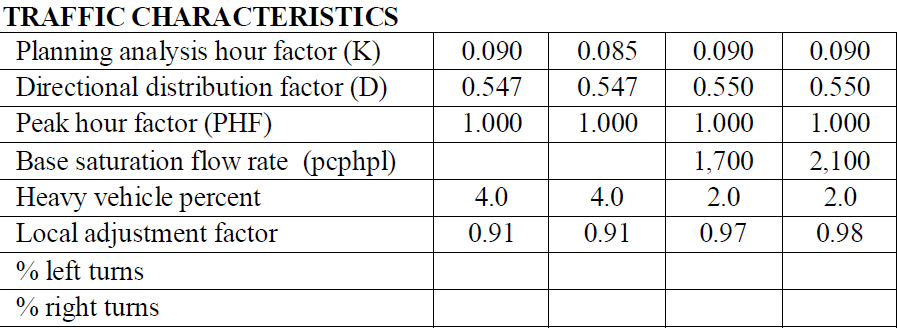 TRAFFIC CHARACTERISTICS
Planning analysis hour factor (K) 0.090 0.085 0.090 0.090
Directional distribution factor (D) 0.547 0.547 0.550 0.550
Peak hour factor (PHF) 1.000 1.000 1.000 1.000
Base saturation flow rate (pcphpl) 1,700 2,100
Heavy vehicle percent 4.0 4.0 2.0 2.0
Local adjustment factor 0.91 0.91 0.97 0.98
% left turns
% right turns